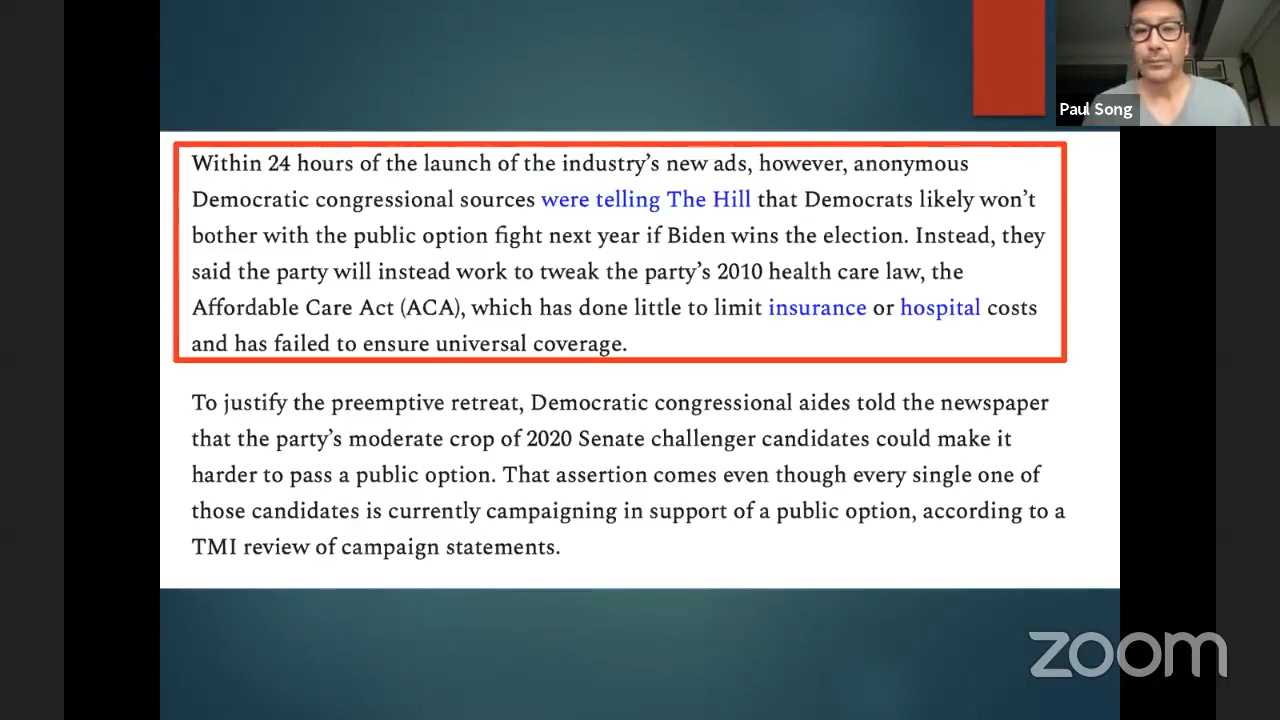 Paul Song
Within 24 hours of the launch of the industry’s new ads, however, anonymous
Democratic congressional sources were telling The Hill that Democrats likely won’t
bother with the public option fight next year if Biden wins the election. Instead, they
said the party will instead work to tweak the party’s 2010 health care law, the
Affordable Care Act (ACA), which has done little to limit insurance or hospital costs
and has failed to ensure universal coverage.
To justify the preemptive retreat, Democratic congressional aides told the newspaper
that the party’s moderate crop of 2020 Senate challenger candidates could make it
harder to pass a public option. That assertion comes even though every single one of
those candidates is currently campaigning in support of a public option, according to a
TMI review of campaign statements.
zoom